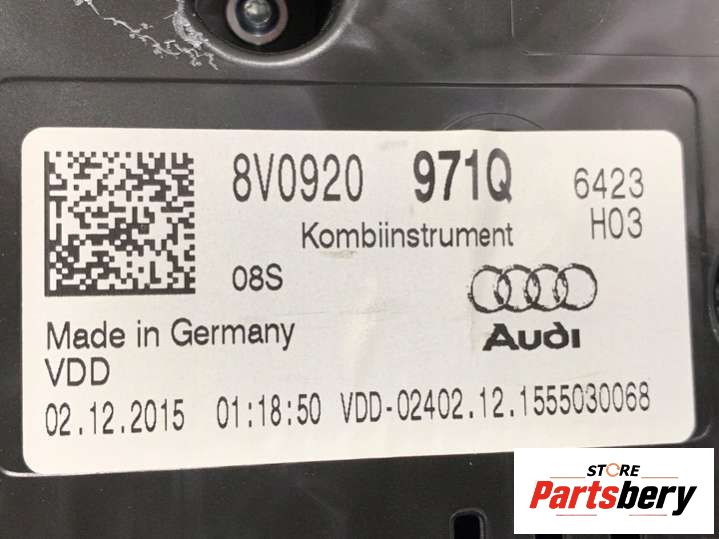 8V0920 971Q 6423
Kombiinstrument H03
08S
Audi
Made in Germany
VDD
02.12.2015 01:18:50 VDD-02402.12.1555030068
STORE
Partsbery